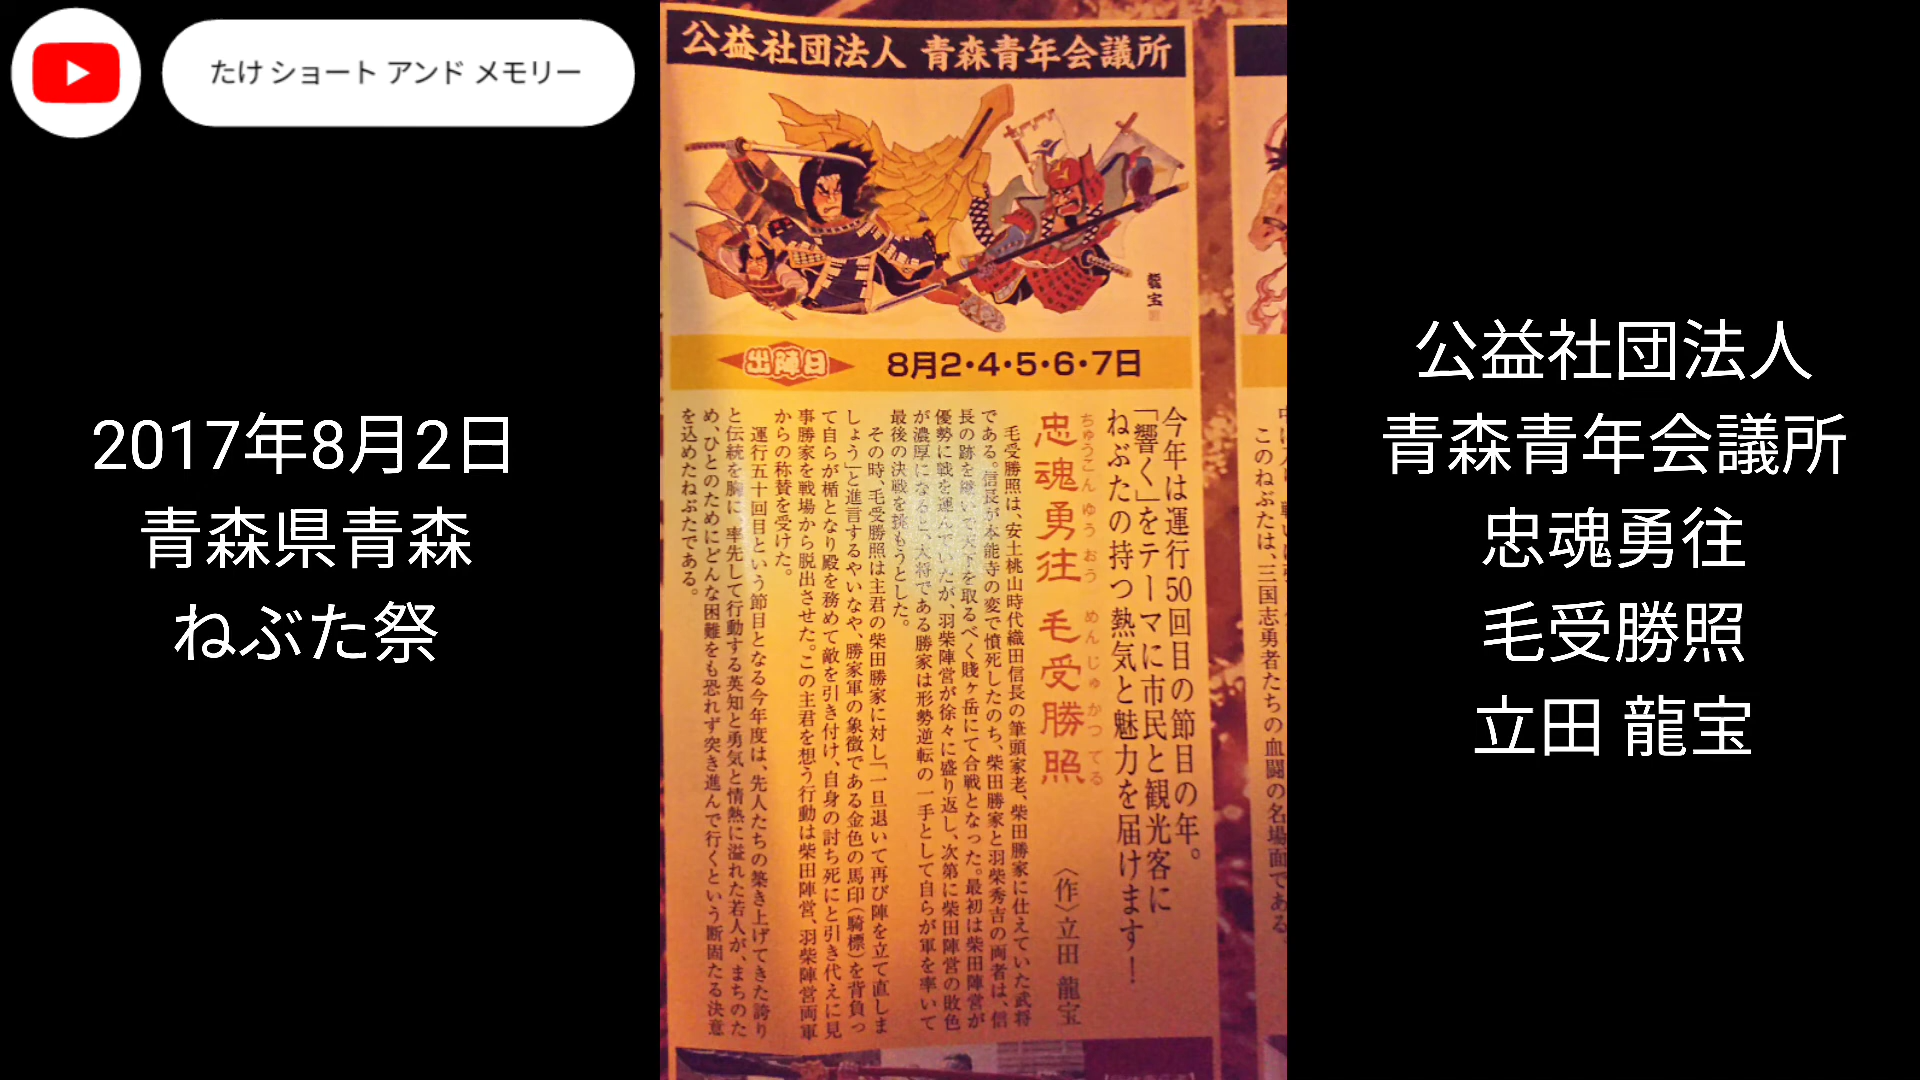 たけ ショート アンド メモリー
2017年8月2日
青森県青森
ねぶた祭
公益社団法人 青森青年会議所
龍宝
出陣日
8月2・4・5・6・7日
今年は運行50回目の節目の年。
「響く」をテーマに市民と観光客に
ねぶたの持つ熱気と魅力を届けます!
ちゅうこん ゆう おう めん じゅ かつ てる
忠魂勇往 毛受勝照
〈作〉立田 龍宝
毛受勝照は、安土桃山時代織田信長の筆頭家老、柴田勝家に仕えていた武将
である。信長が本能寺の変で憤死したのち、柴田勝家と羽柴秀吉の両者は、信
長の跡を継いで天下を取るべく賤ヶ岳にて合戦となった。最初は柴田陣営が
優勢に戦を運んでいたが、羽柴陣営が徐々に盛り返し、次第に柴田陣営の敗色
が濃厚になると、大将である勝家は形勢逆転の一手として自らが軍を率いて
最後の決戦を挑もうとした。
その時、毛受勝照は主君の柴田勝家に対し「一旦退いて再び陣を立て直しま
しょう」と進言するやいなや、勝家軍の象徴である金色の馬印(騎標)を背負っ
て自らが楯となり殿を務めて敵を引き付け、自身の討ち死にと引き代えに見
事勝家を戦場から脱出させた。この主君を想う行動は柴田陣営、羽柴陣営両軍
からの称賛を受けた。
運行五十回目という節目となる今年度は、先人たちの築き上げてきた誇り
と伝統を胸に、率先して行動する英知と勇気と情熱に溢れた若人が、まちのた
め、ひとのためにどんな困難をも恐れず突き進んで行くという断固たる決意
を込めたねぶたである。
このねぶたは、三国志勇者たちの血闘の名場面である
公益社団法人
青森青年会議所
忠魂勇往
毛受勝照
立田 龍宝